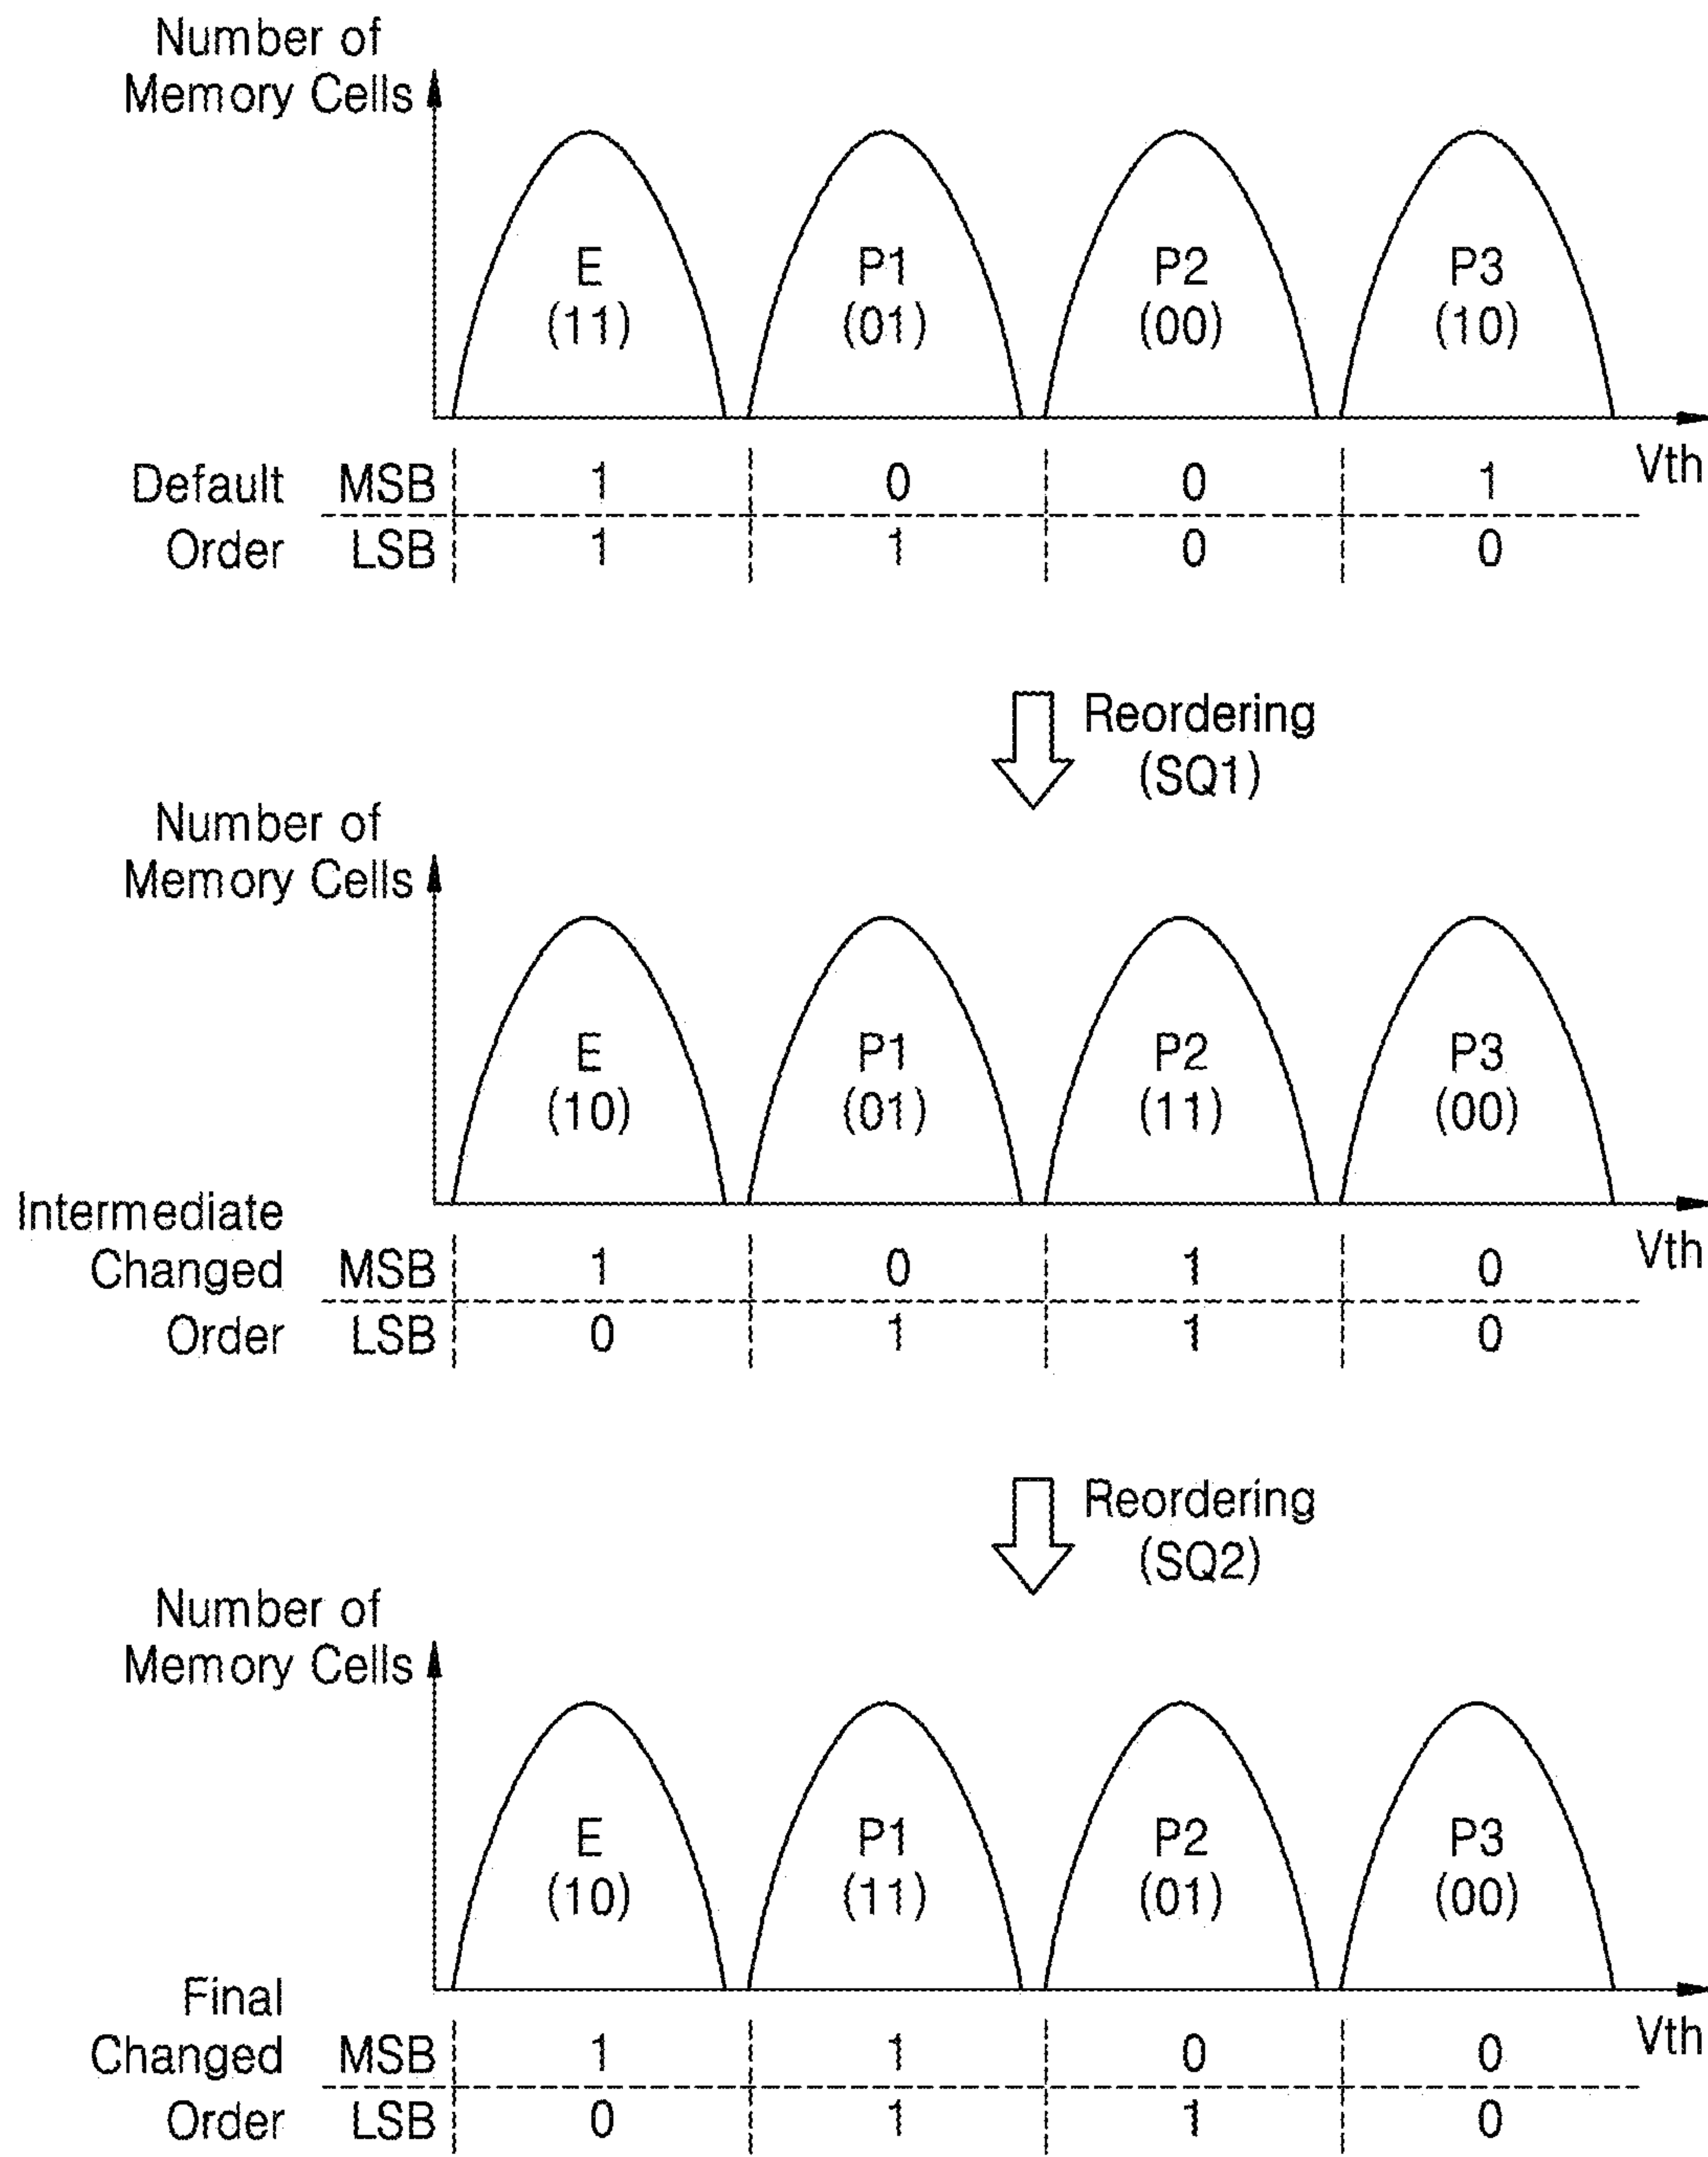 Number of
Memory Cells
E P1 P2 P3
(11) (01) (00) (10)
Vth
Default MSB 1 0 0 1
Order LSB 1 1 0 0
Reordering
(SQ1)
Number of
Memory Cells
E P1 P2 P3
(10) (01) (11) (00)
Intermediate
Vth
Changed MSB 1 0 1 0
Order LSB 0 1 1 0
Reordering
(SQ2)
Number of
Memory Cells
E P1 P2 P3
(10) (11) (01) (00)
Final
Vth
Changed MSB 1 1 0 0
Order LSB 0 1 1 0